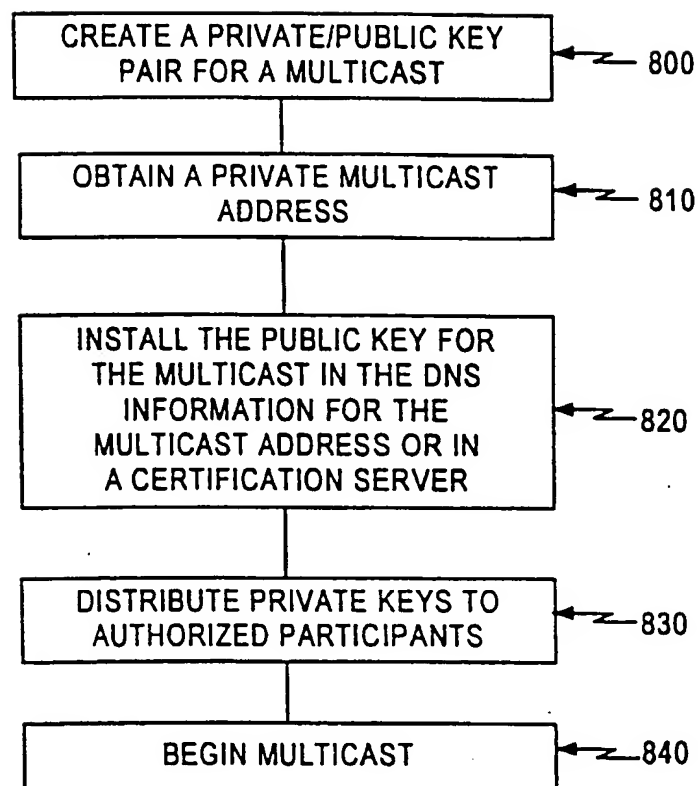 CREATE A PRIVATE/PUBLIC KEY
PAIR FOR A MULTICAST
800
OBTAIN A PRIVATE MULTICAST
ADDRESS
810
INSTALL THE PUBLIC KEY FOR
THE MULTICAST IN THE DNS
INFORMATION FOR THE
MULTICAST ADDRESS OR IN
A CERTIFICATION SERVER
820
DISTRIBUTE PRIVATE KEYS TO
AUTHORIZED PARTICIPANTS
830
BEGIN MULTICAST
840